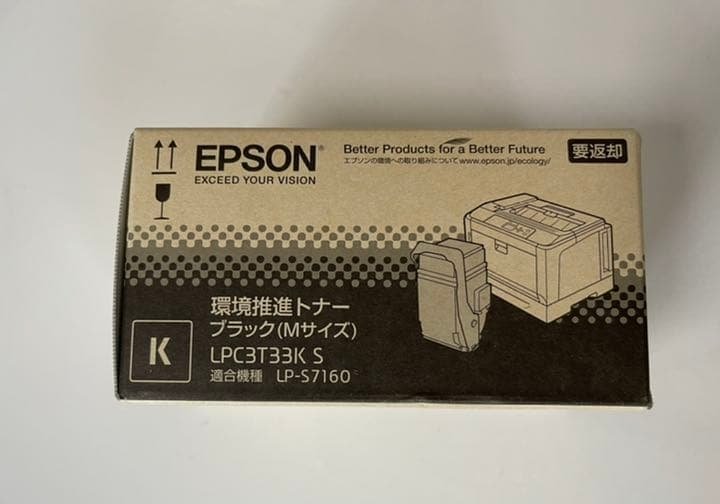 EPSON®
EXCEED YOUR VISION
Better Products for a Better Future
エプソンの環境への取り組みについて www.epson.jp/ecology/
要返却
K
環境推進トナー
ブラック(Mサイズ)
LPC3T33K S
適合機種 LP-S7160